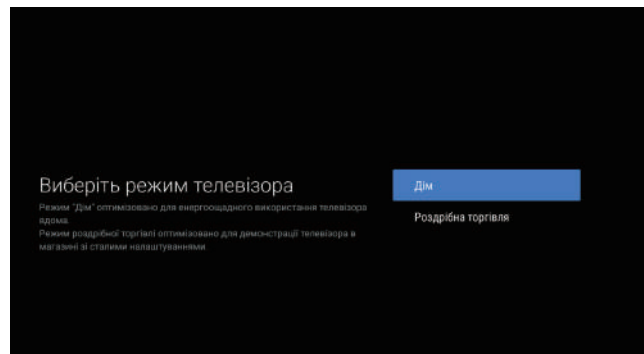 Виберіть режим телевізора
Режим "Дім" оптимізовано для енергоощадного використання телевізора
вдома.
Режим роздрібної торгівлі оптимізовано для демонстрації телевізора в
магазині зі сталими налаштуваннями
Дім
Роздрібна торгівля